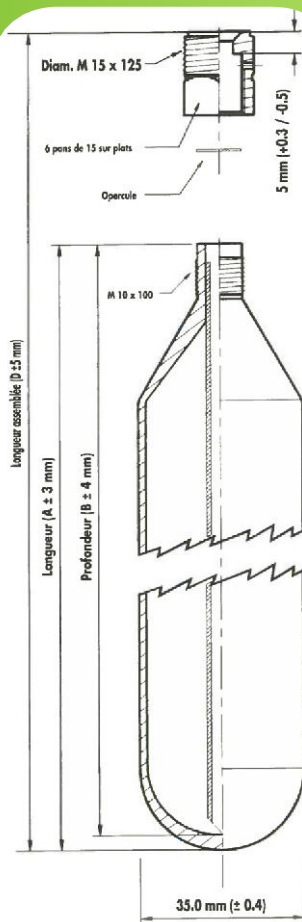 Diam. M 15 x 125
6 pans de 15 sur plats
Opercule
5 mm (+0.3 / -0.5)
M 10 x 100
Longueur assemblée (D ±5 mm)
Longueur (A ± 3 mm)
Profondeur (B ± 4 mm)
35.0 mm (± 0.4)